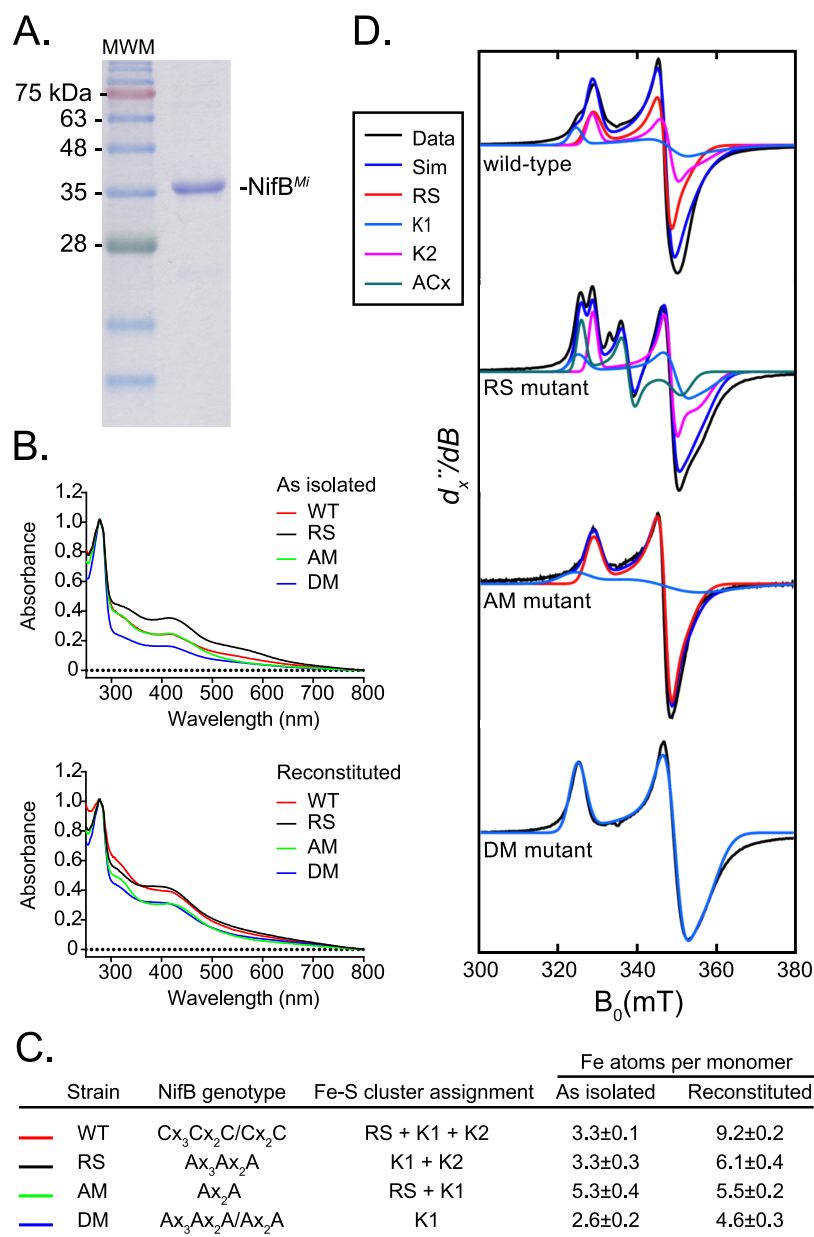 A.
MWM
75 kDa
63
48
35
28
-NifBMi
B.
As isolated
WT
RS
AM
DM
Absorbance
1.2
1.0
0.8
0.6
0.4
0.2
0
300 400 500 600 700 800
Wavelength (nm)
Reconstituted
WT
RS
AM
DM
Absorbance
1.2
1.0
0.8
0.6
0.4
0.2
0
300 400 500 600 700 800
Wavelength (nm)
D.
Data
Sim
RS
K1
K2
ACx
wild-type
RS mutant
AM mutant
DM mutant
dx¨/dB
300 320 340 360 380
B0(mT)
C.
Fe atoms per monomer
Strain NifB genotype Fe-S cluster assignment As isolated Reconstituted
WT Cx3Cx2C/Cx2C RS + K1 + K2 3.3±0.1 9.2±0.2
RS Ax3Ax2A K1 + K2 3.3±0.3 6.1±0.4
AM Ax2A RS + K1 5.3±0.4 5.5±0.2
DM Ax3Ax2A/Ax2A K1 2.6±0.2 4.6±0.3